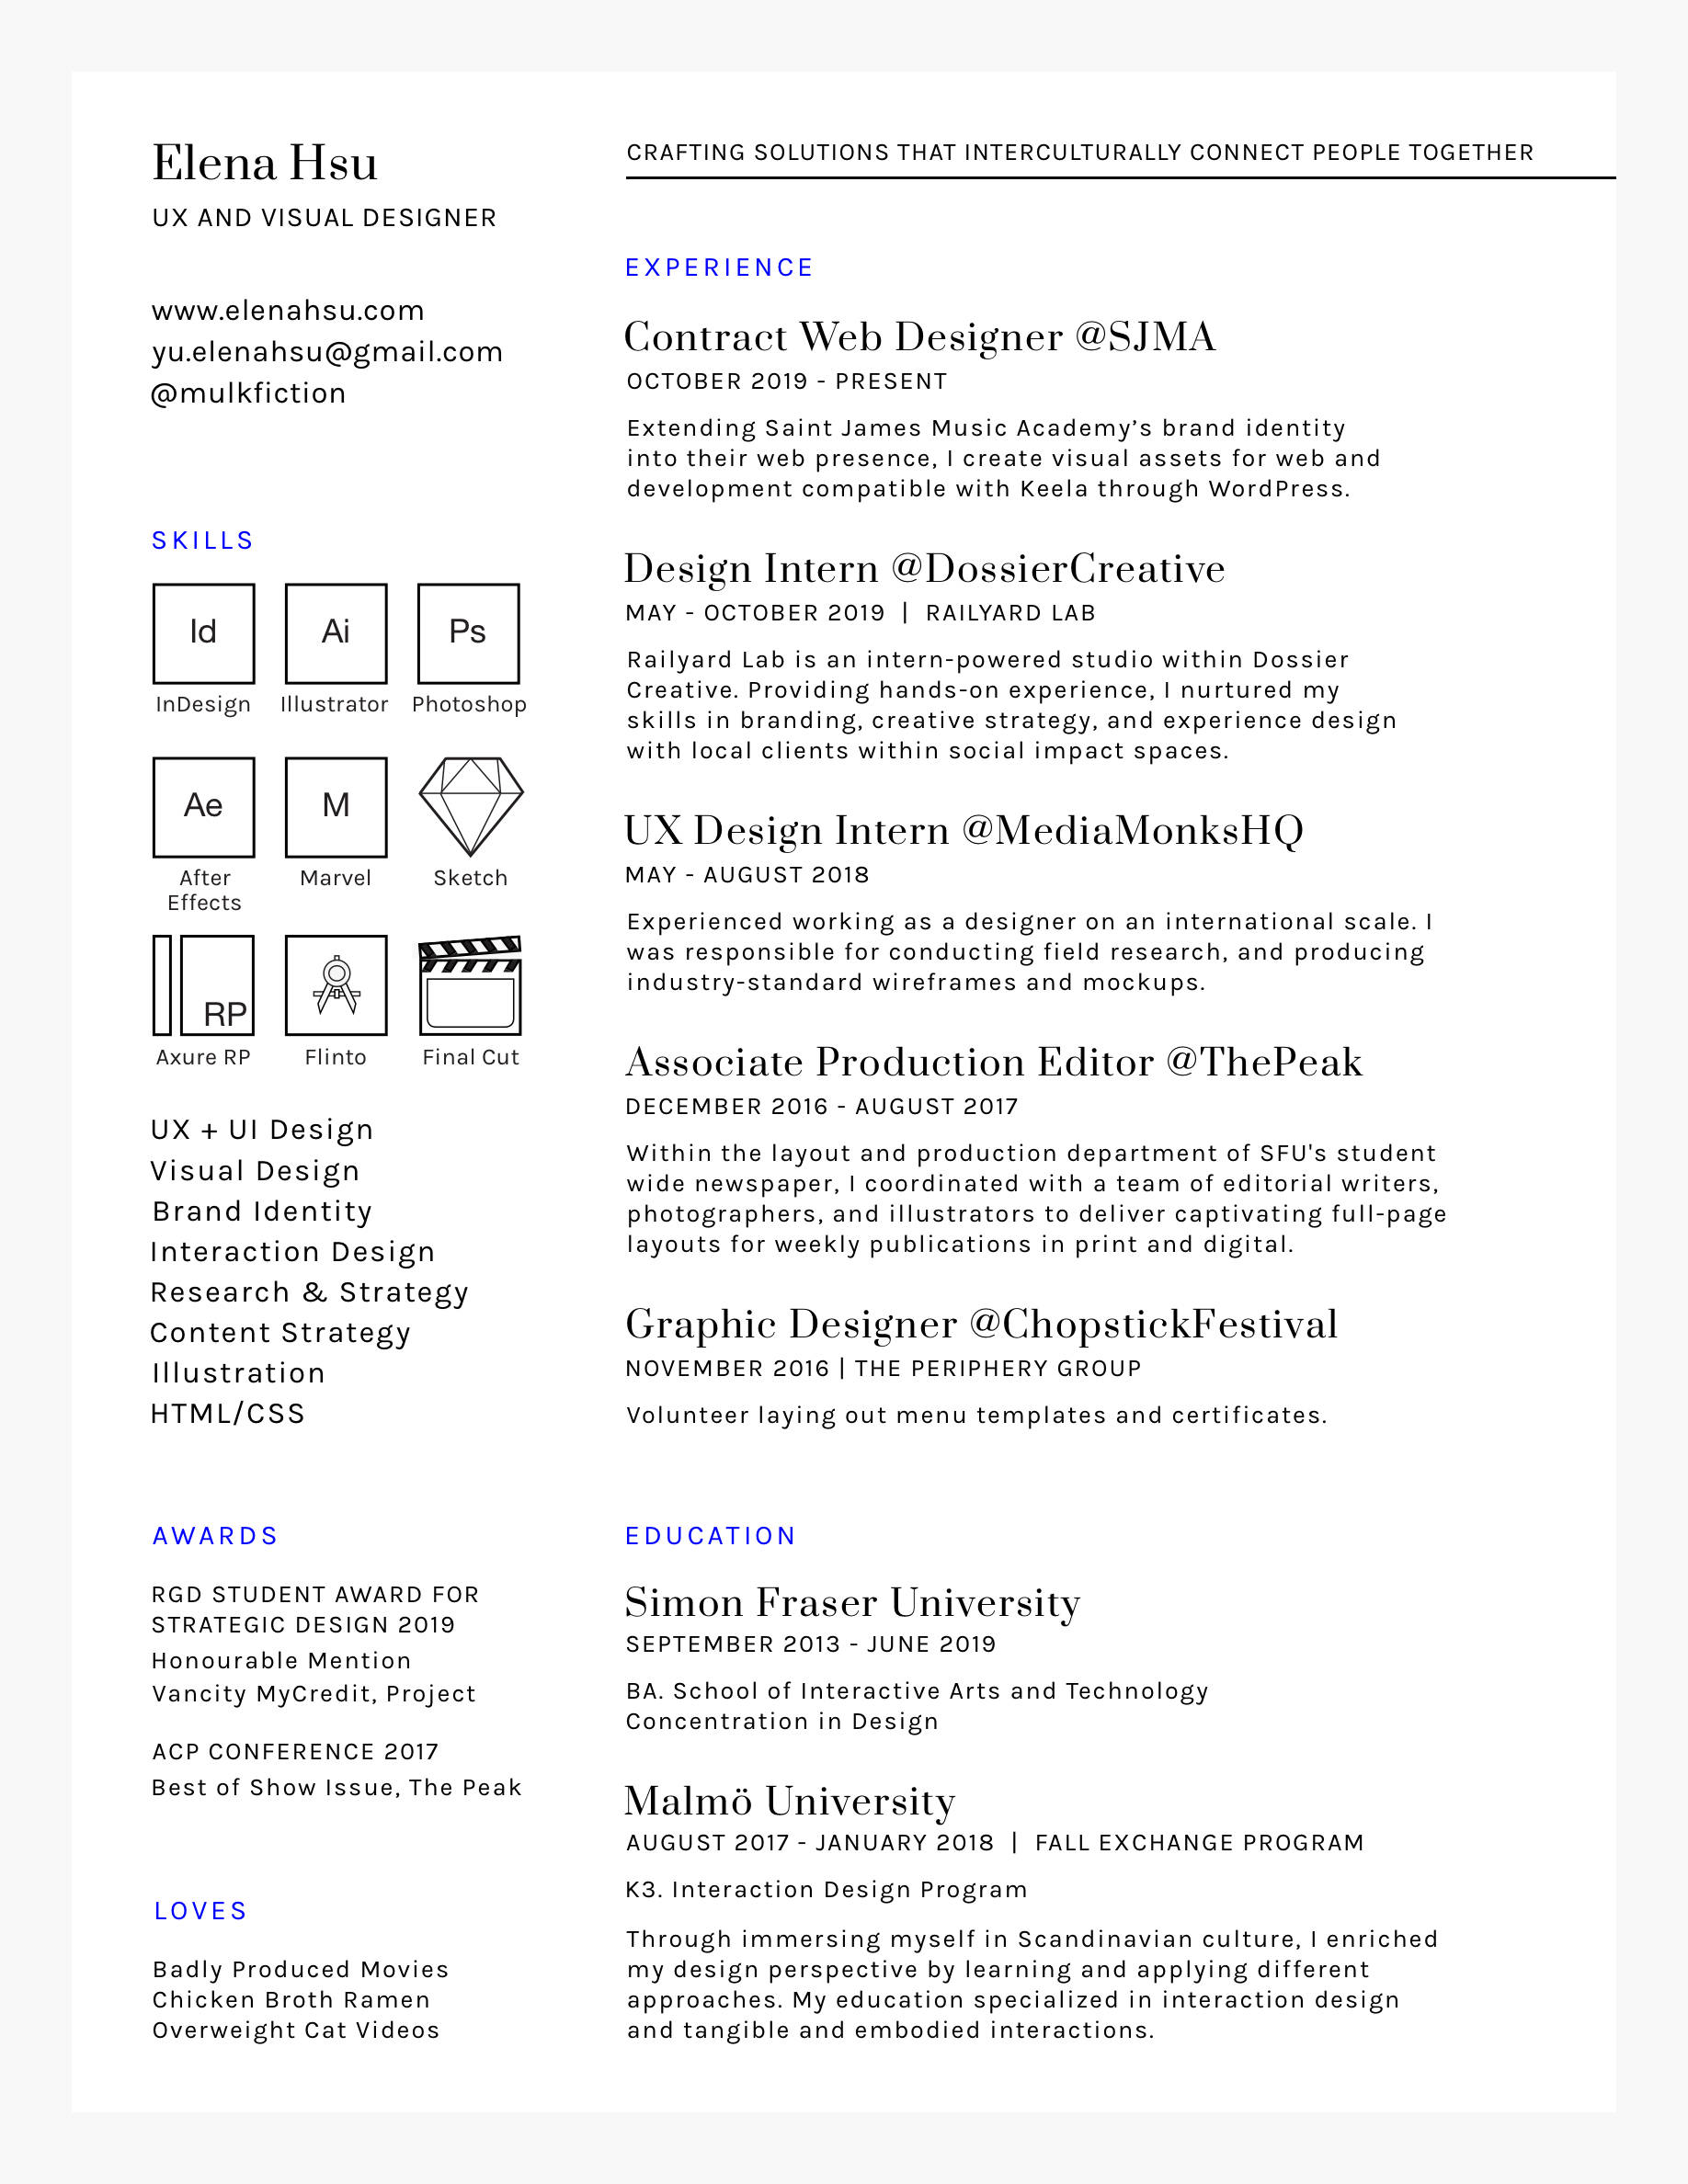 Elena Hsu
UX AND VISUAL DESIGNER
www.elenahsu.com
yu.elenahsu@gmail.com
@mulkfiction
SKILLS
Id Ai Ps
InDesign Illustrator Photoshop
Ae M
After Marvel Sketch
Effects
RP
Axure RP Flinto Final Cut
UX + UI Design
Visual Design
Brand Identity
Interaction Design
Research & Strategy
Content Strategy
Illustration
HTML/CSS
AWARDS
RGD STUDENT AWARD FOR
STRATEGIC DESIGN 2019
Honourable Mention
Vancity MyCredit, Project
ACP CONFERENCE 2017
Best of Show Issue, The Peak
LOVES
Badly Produced Movies
Chicken Broth Ramen
Overweight Cat Videos
CRAFTING SOLUTIONS THAT INTERCULTURALLY CONNECT PEOPLE TOGETHER
EXPERIENCE
Contract Web Designer @SJMA
OCTOBER 2019 - PRESENT
Extending Saint James Music Academy’s brand identity
into their web presence, I create visual assets for web and
development compatible with Keela through WordPress.
Design Intern @DossierCreative
MAY - OCTOBER 2019 | RAILYARD LAB
Railyard Lab is an intern-powered studio within Dossier
Creative. Providing hands-on experience, I nurtured my
skills in branding, creative strategy, and experience design
with local clients within social impact spaces.
UX Design Intern @MediaMonksHQ
MAY - AUGUST 2018
Experienced working as a designer on an international scale. I
was responsible for conducting field research, and producing
industry-standard wireframes and mockups.
Associate Production Editor @ThePeak
DECEMBER 2016 - AUGUST 2017
Within the layout and production department of SFU's student
wide newspaper, I coordinated with a team of editorial writers,
photographers, and illustrators to deliver captivating full-page
layouts for weekly publications in print and digital.
Graphic Designer @ChopstickFestival
NOVEMBER 2016 | THE PERIPHERY GROUP
Volunteer laying out menu templates and certificates.
EDUCATION
Simon Fraser University
SEPTEMBER 2013 - JUNE 2019
BA. School of Interactive Arts and Technology
Concentration in Design
Malmö University
AUGUST 2017 - JANUARY 2018 | FALL EXCHANGE PROGRAM
K3. Interaction Design Program
Through immersing myself in Scandinavian culture, I enriched
my design perspective by learning and applying different
approaches. My education specialized in interaction design
and tangible and embodied interactions.